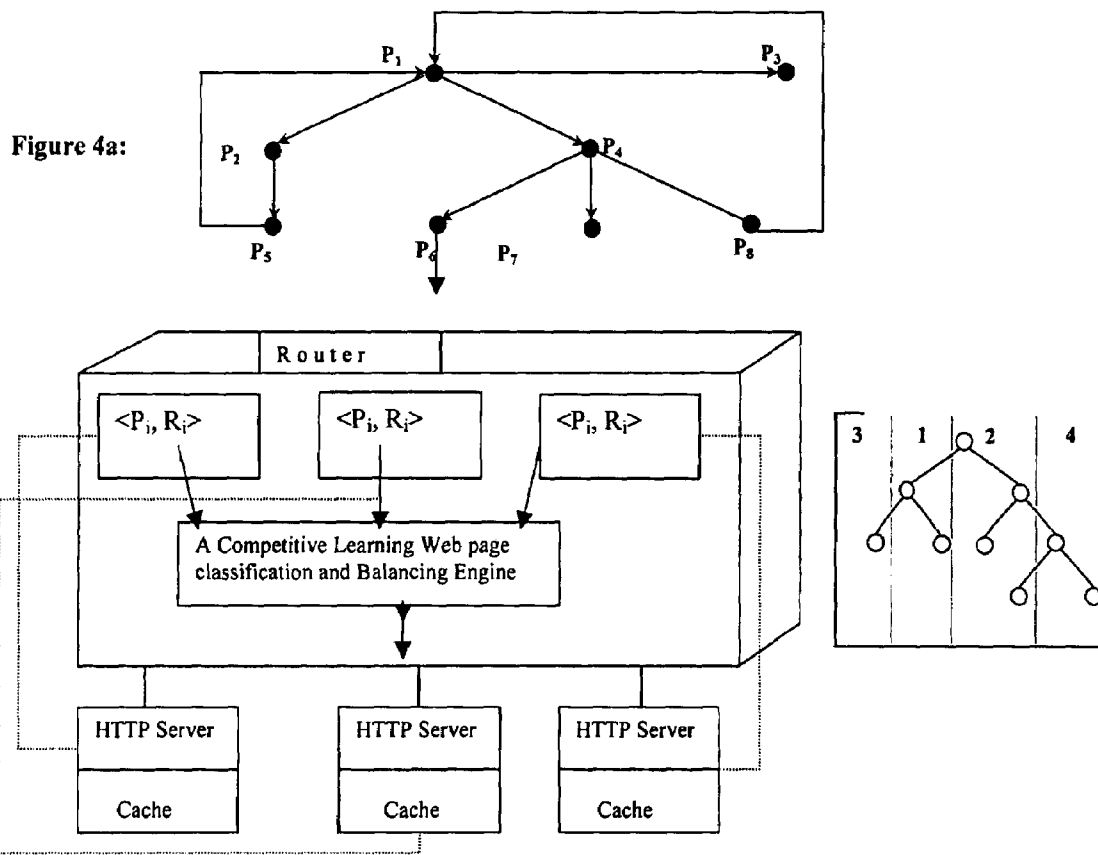 P₁
P₃
Figure 4a:
P₂
P₄
P₅
P₆
P₇
P₈
Router
<Pᵢ, Rᵢ>
<Pᵢ, Rᵢ>
<Pᵢ, Rᵢ>
3 1 2 4
A Competitive Learning Web page
classification and Balancing Engine
HTTP Server
HTTP Server
HTTP Server
Cache
Cache
Cache